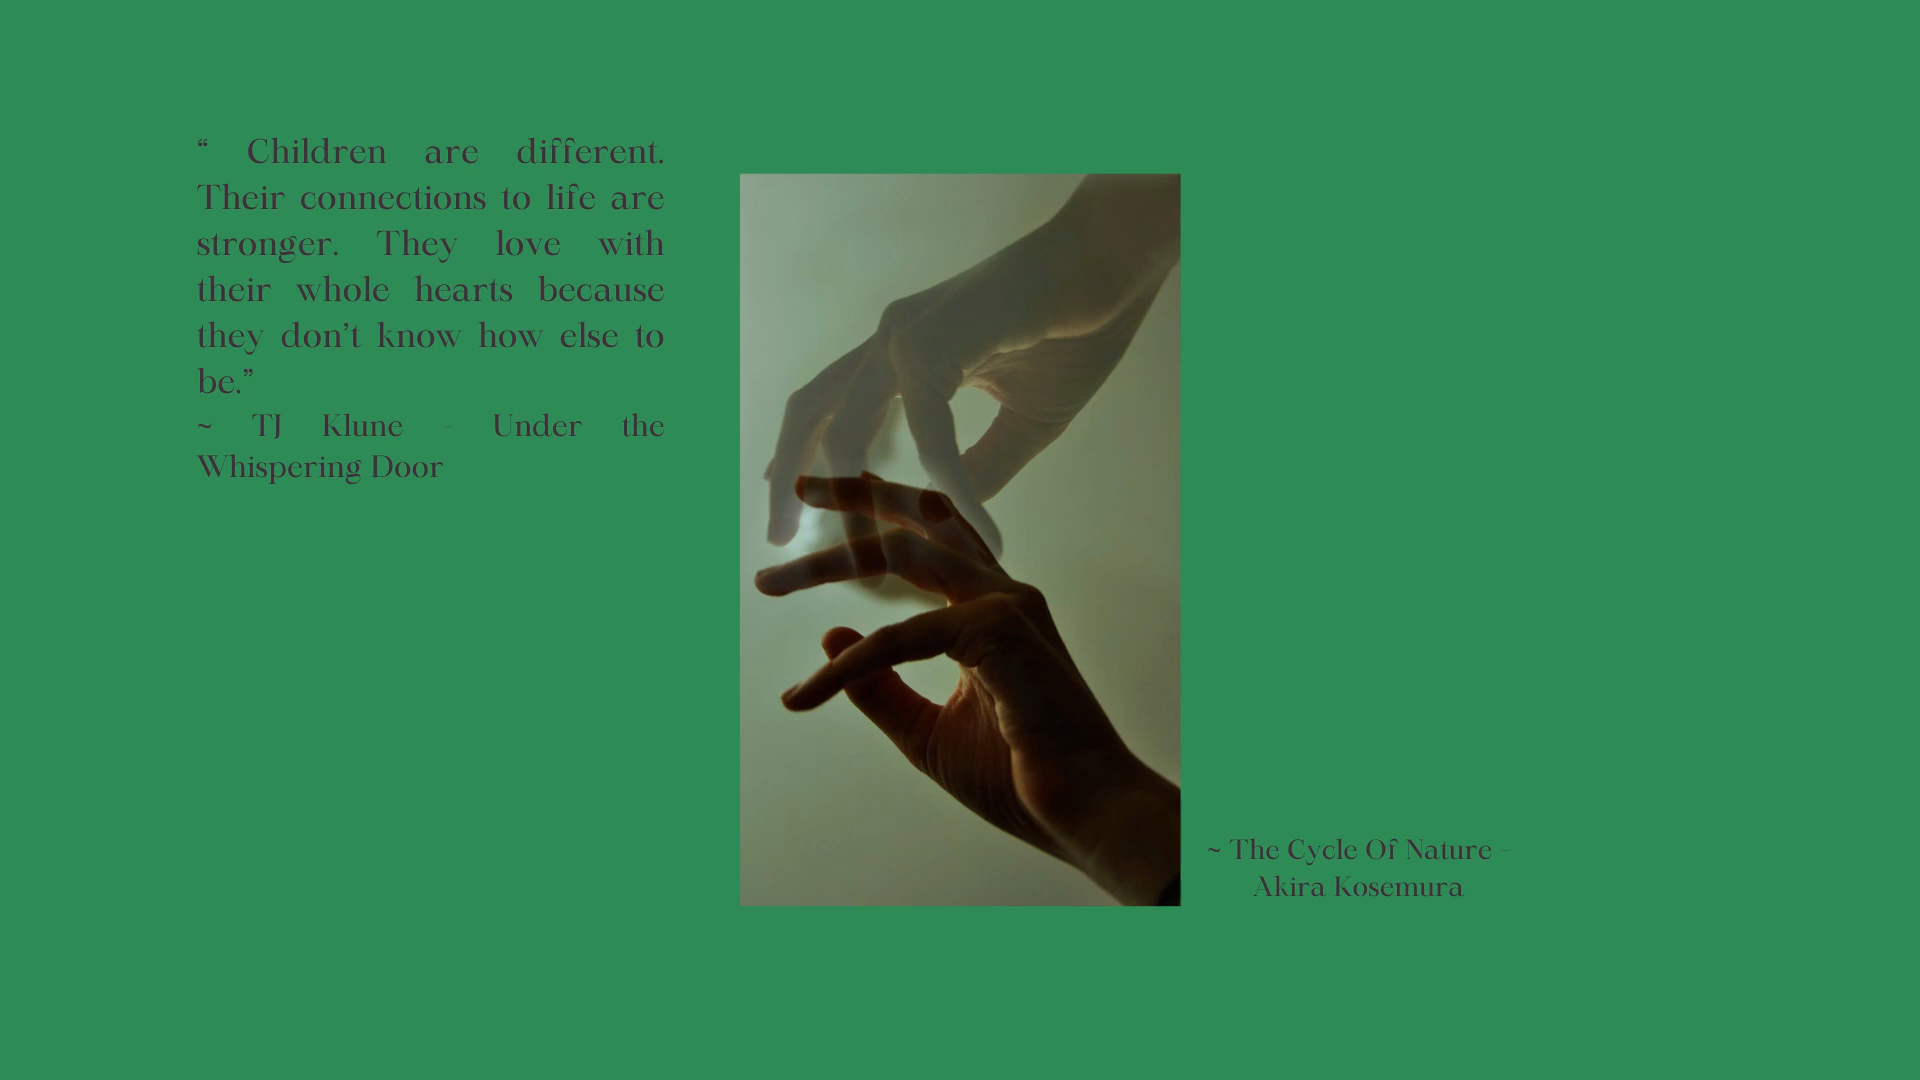 “ Children are different.
Their connections to life are
stronger. They love with
their whole hearts because
they don’t know how else to
be.”
~ TJ Klune - Under the
Whispering Door
~ The Cycle Of Nature -
Akira Kosemura